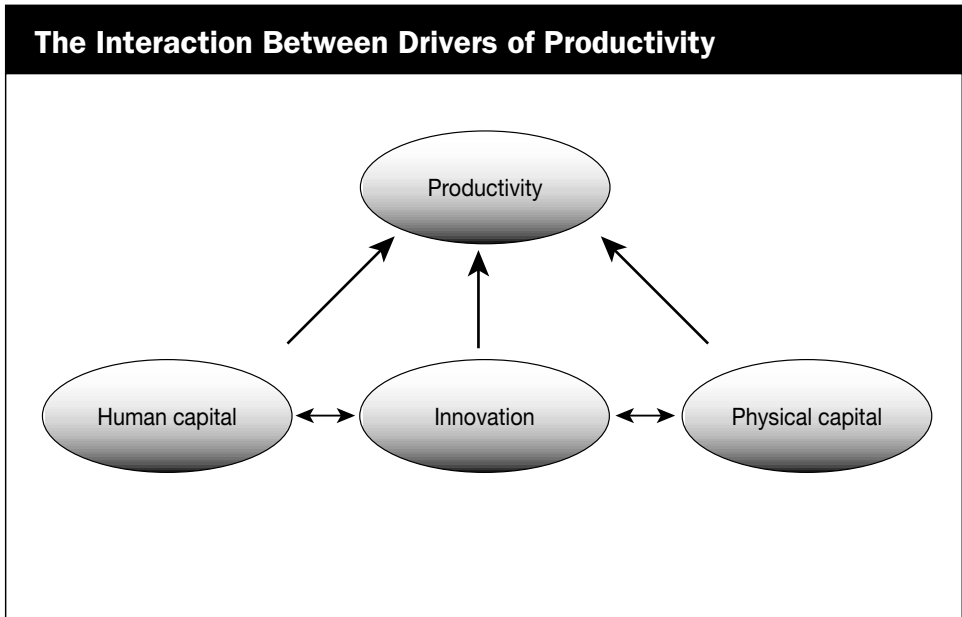 The Interaction Between Drivers of Productivity
Productivity
Human capital
Innovation
Physical capital